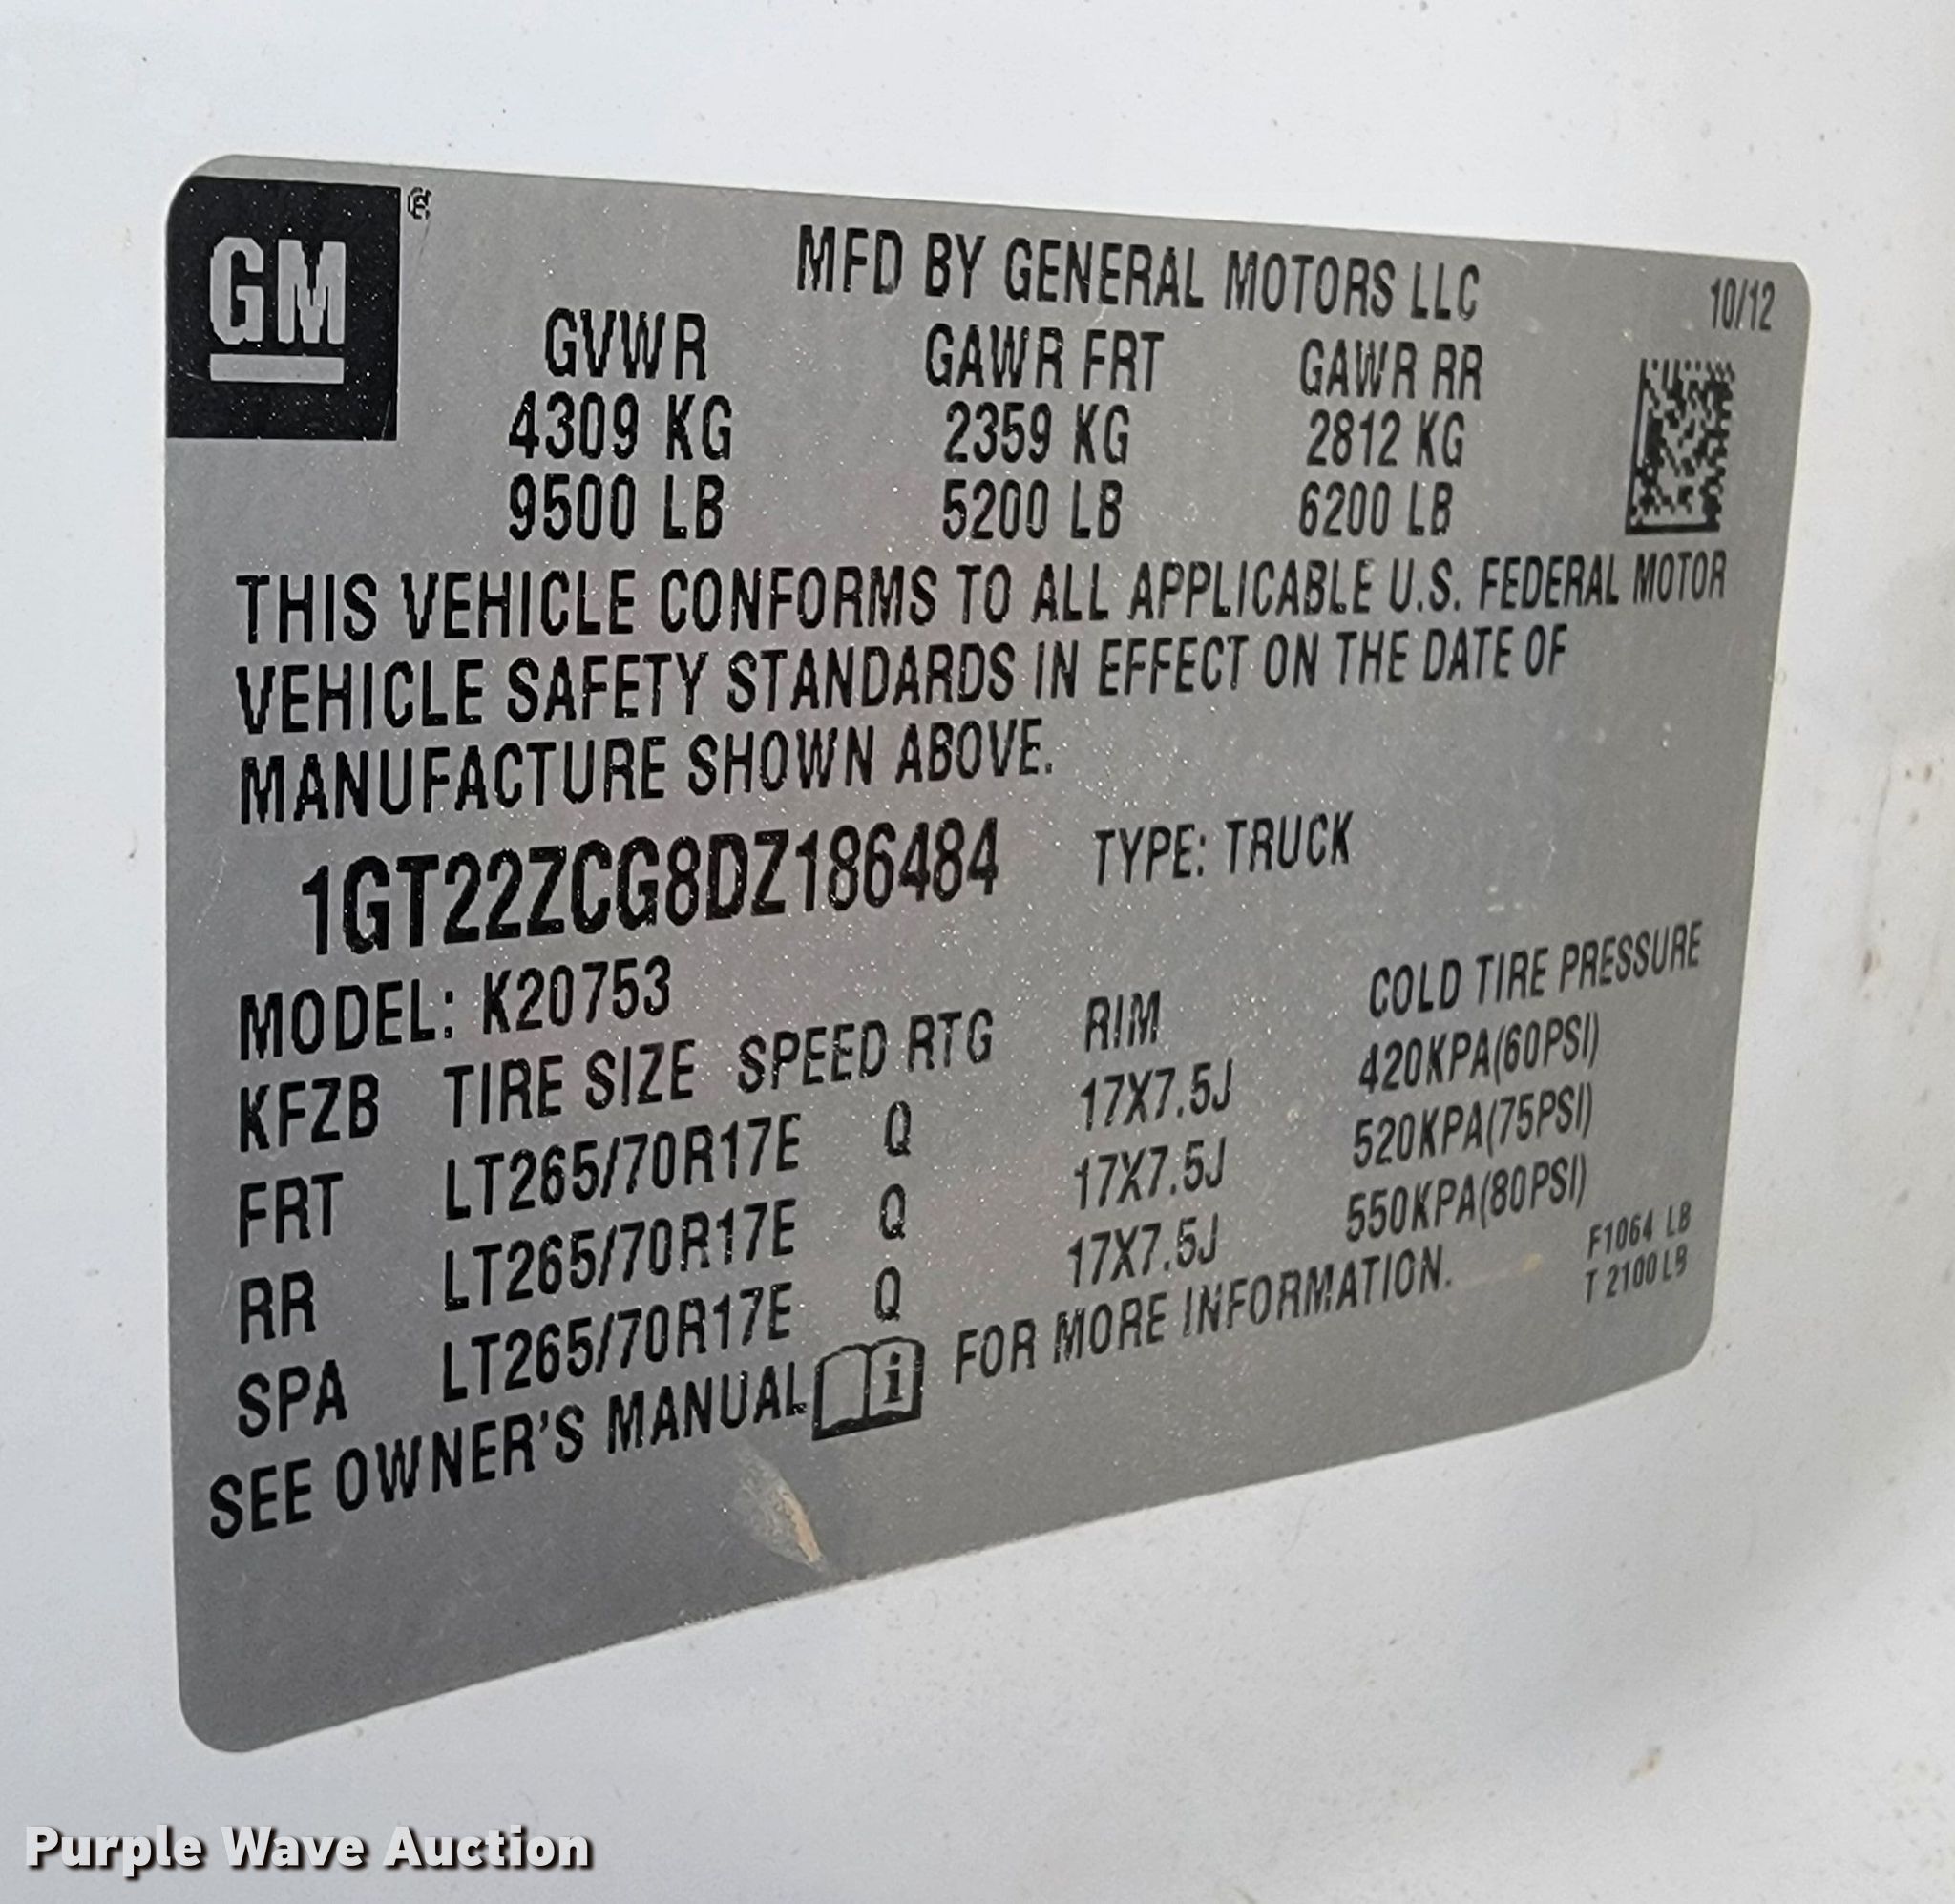 GM
®
MFD BY GENERAL MOTORS LLC 10/12
GVWR GAWR FRT GAWR RR
4309 KG 2359 KG 2812 KG
9500 LB 5200 LB 6200 LB
THIS VEHICLE CONFORMS TO ALL APPLICABLE U.S. FEDERAL MOTOR
VEHICLE SAFETY STANDARDS IN EFFECT ON THE DATE OF
MANUFACTURE SHOWN ABOVE.
1GT22ZCG8DZ186484 TYPE: TRUCK
MODEL: K20753
KFZB TIRE SIZE SPEED RTG RIM COLD TIRE PRESSURE
FRT LT265/70R17E Q 17X7.5J 420KPA(60PSI)
RR LT265/70R17E Q 17X7.5J 520KPA(75PSI)
SPA LT265/70R17E Q 17X7.5J 550KPA(80PSI)
SEE OWNER'S MANUAL i FOR MORE INFORMATION.
F1064 LB
T 2100 LB
Purple Wave Auction